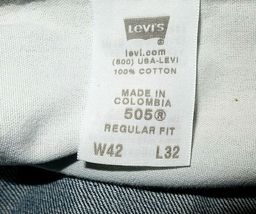 Levi's
levi.com
(800) USA-LEVI
100% COTTON
MADE IN
COLOMBIA
505®
REGULAR FIT
W42 L32